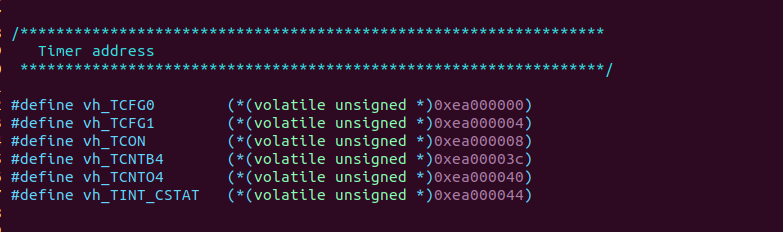 /*****************************************************************
Timer address
*****************************************************************/
#define vh_TCFG0 (*(volatile unsigned *)0xea000000)
#define vh_TCFG1 (*(volatile unsigned *)0xea000004)
#define vh_TCON (*(volatile unsigned *)0xea000008)
#define vh_TCNTB4 (*(volatile unsigned *)0xea00003c)
#define vh_TCNTO4 (*(volatile unsigned *)0xea000040)
#define vh_TINT_CSTAT (*(volatile unsigned *)0xea000044)